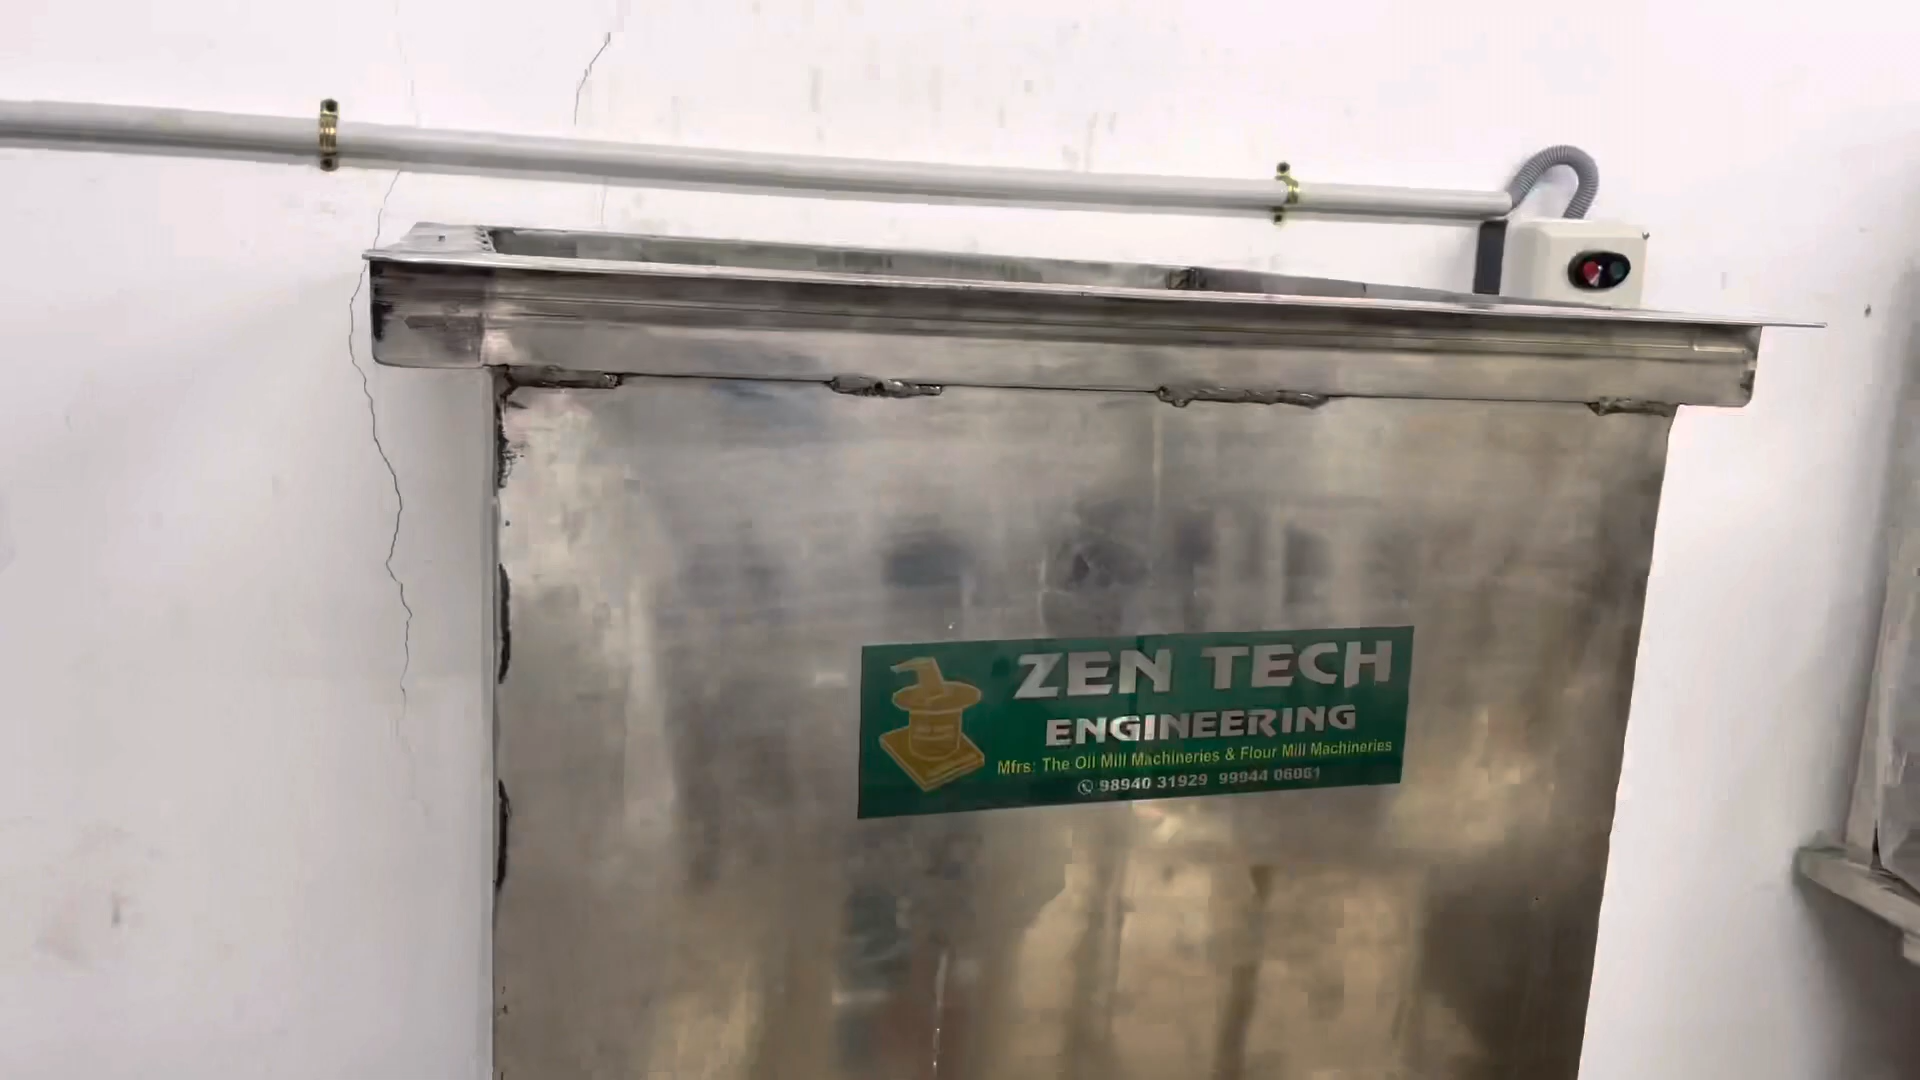 ZEN TECH
ENGINEERING
Mfrs: The Oil Mill Machineries & Flour Mill Machineries
98940 31929 99944 06061